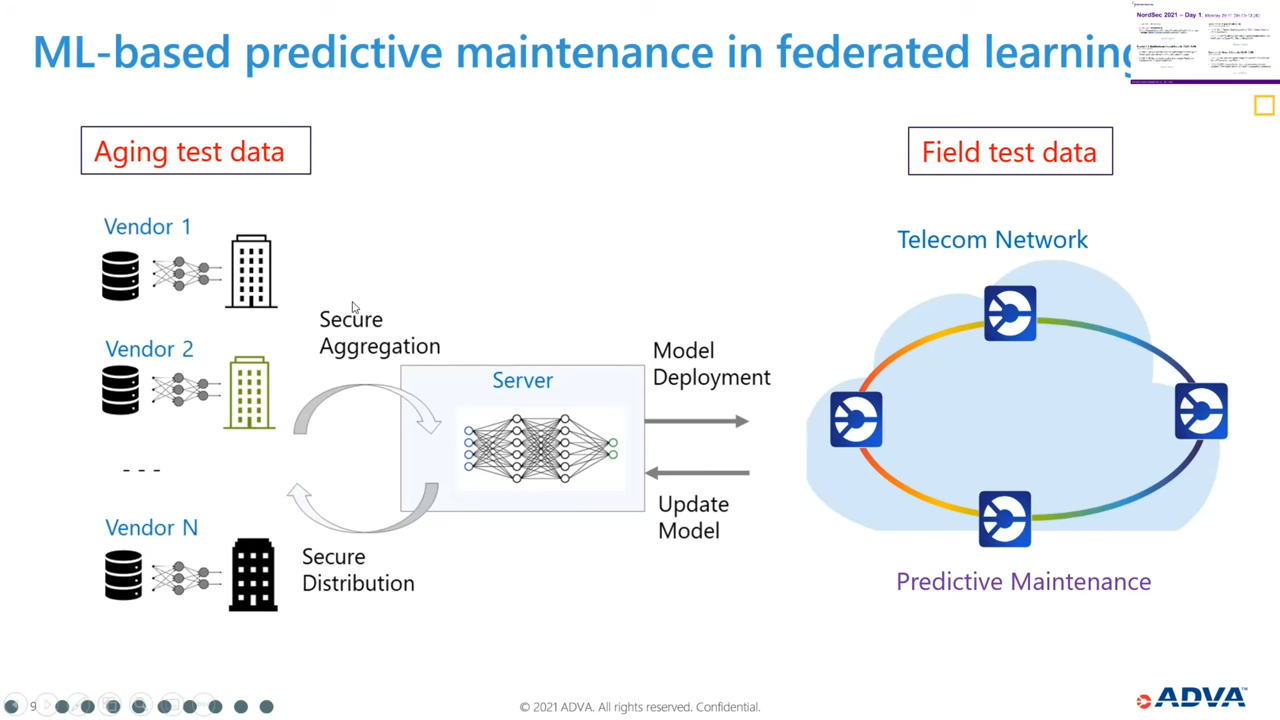 ML-based predictive maintenance in federated learning
NordSec 2021 – Day 1
Aging test data
Field test data
Vendor 1
Telecom Network
Secure
Aggregation
Vendor 2
Model
Deployment
Server
- - -
Update
Model
Vendor N
Secure
Distribution
Predictive Maintenance
9
© 2021 ADVA. All rights reserved. Confidential.
ADVA